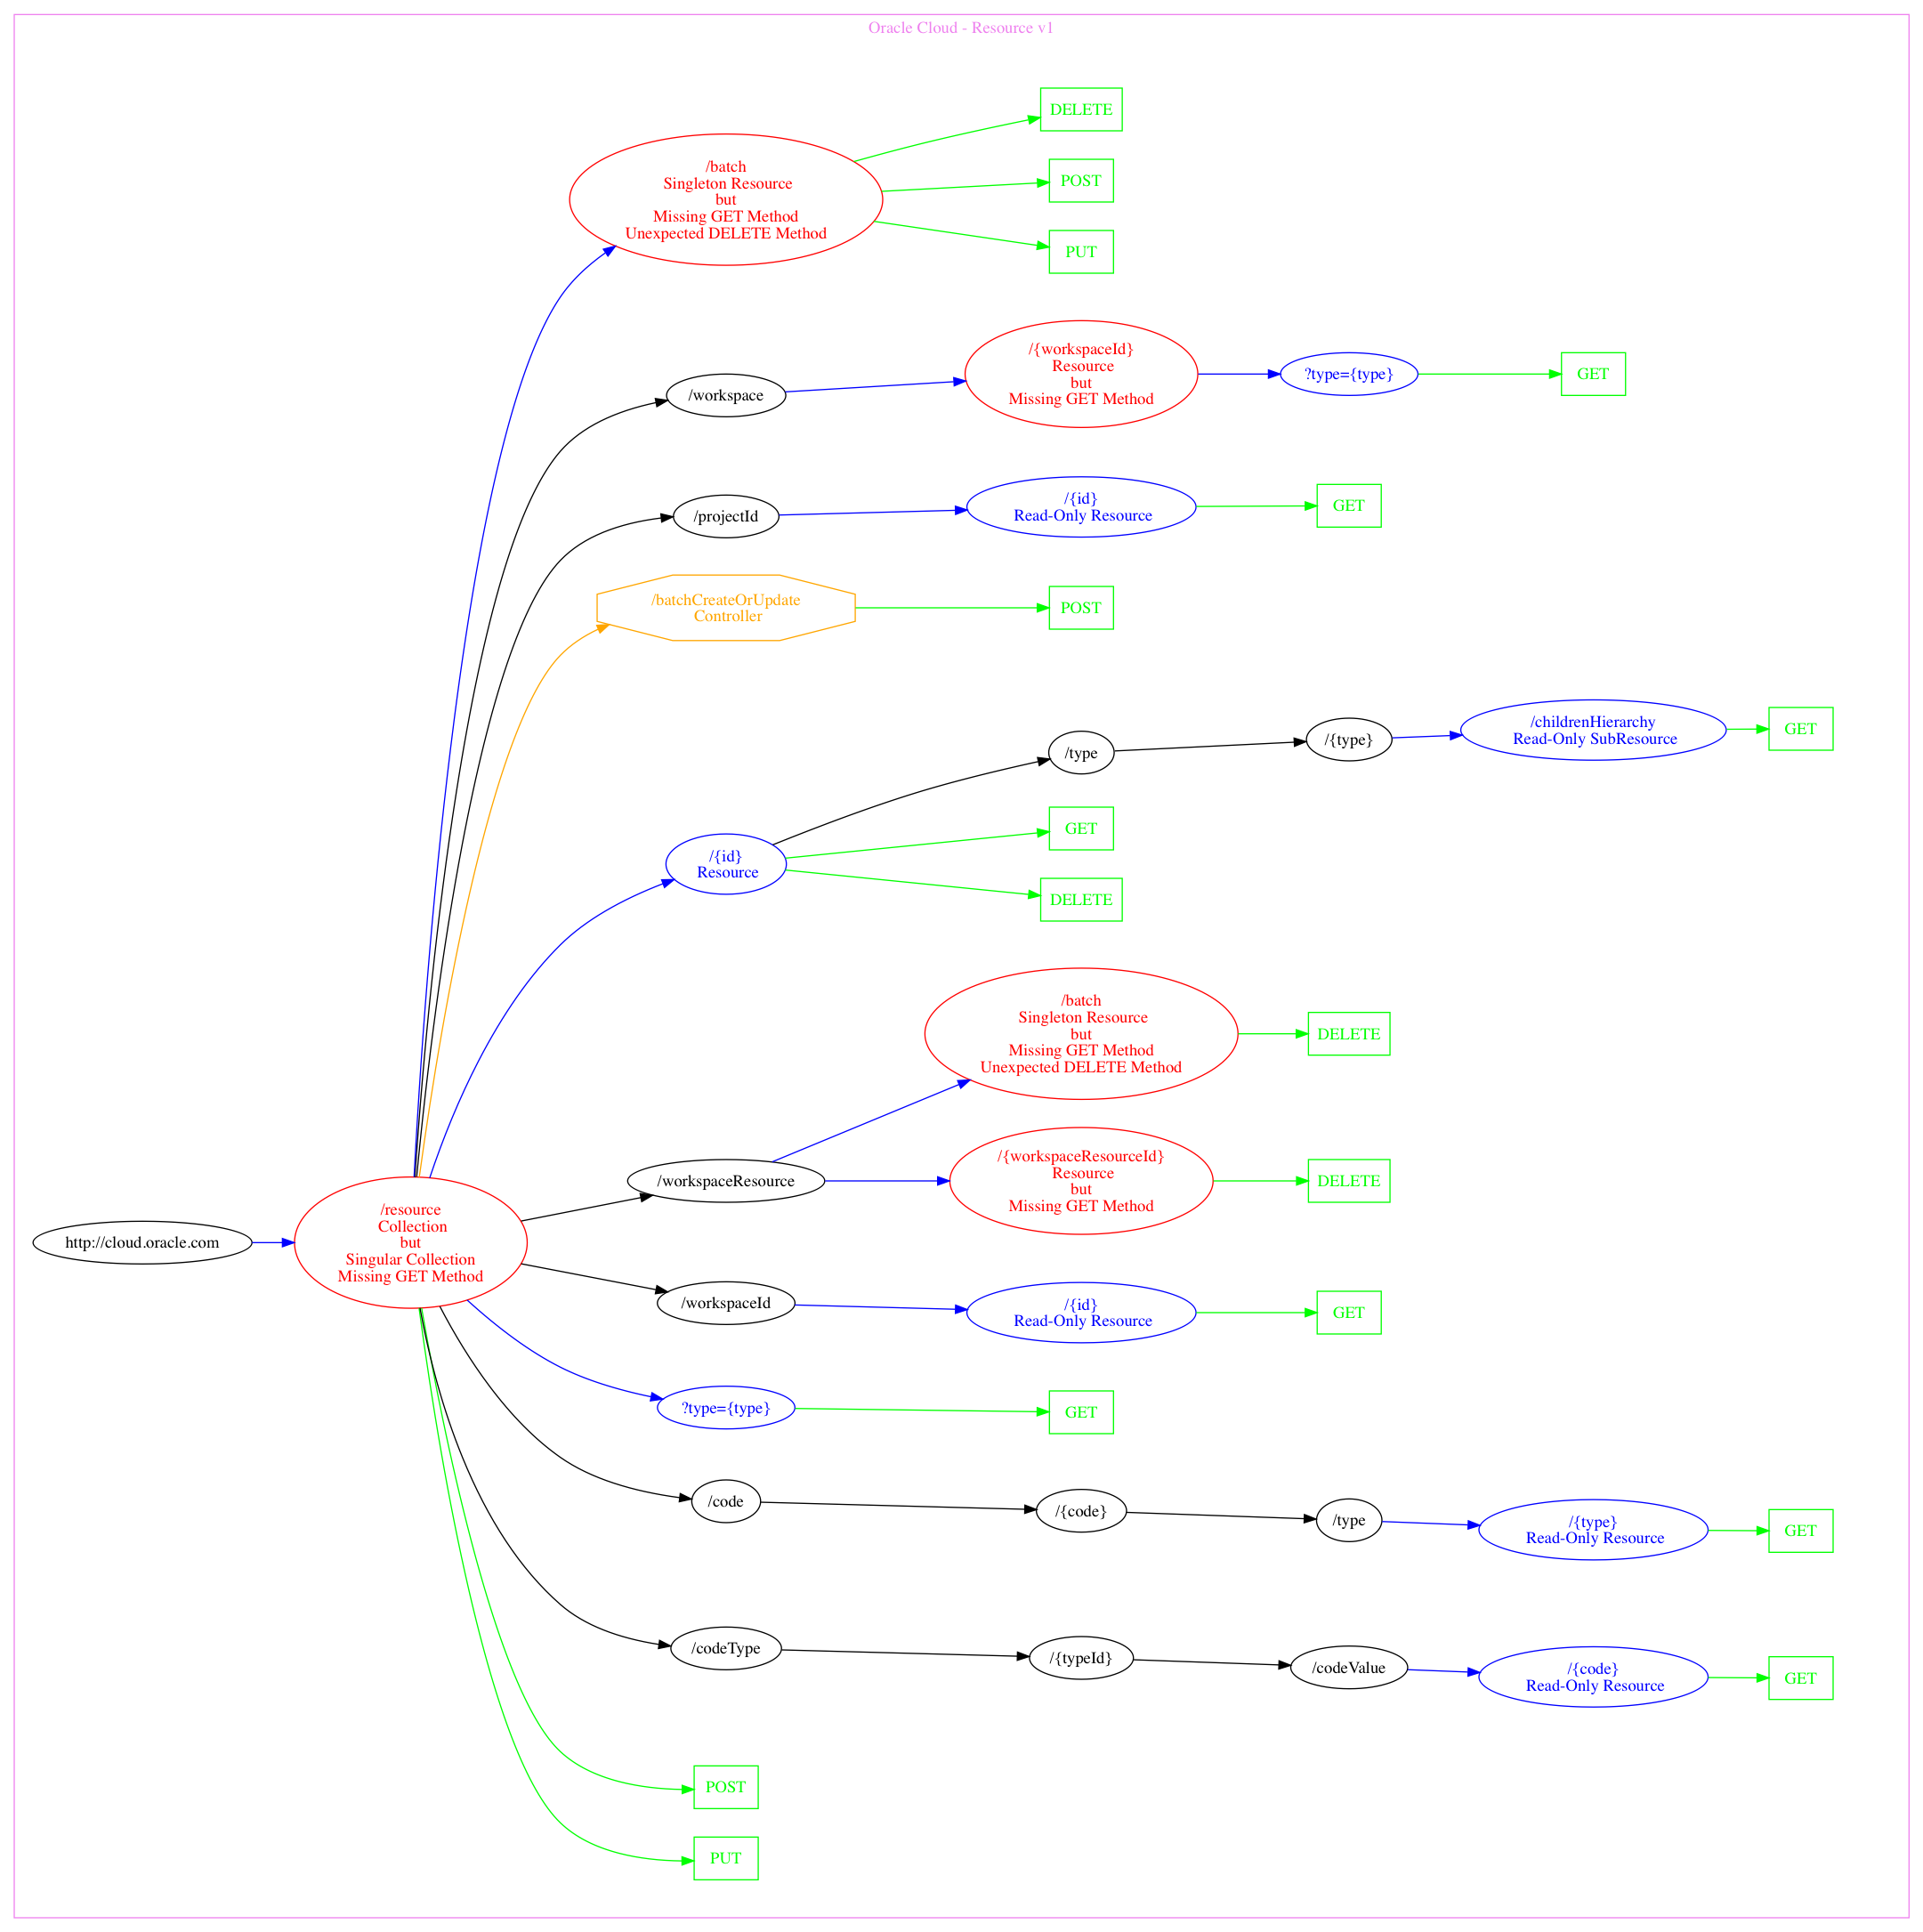 Oracle Cloud - Resource v1
DELETE
/batch
Singleton Resource
but
Missing GET Method
Unexpected DELETE Method
POST
PUT
/workspace
/{workspaceId}
Resource
but
Missing GET Method
?type={type}
GET
/projectId
/{id}
Read-Only Resource
GET
/batchCreateOrUpdate
Controller
POST
/type
/{type}
/childrenHierarchy
Read-Only SubResource
GET
/{id}
Resource
GET
DELETE
/batch
Singleton Resource
but
Missing GET Method
Unexpected DELETE Method
DELETE
/workspaceResource
/{workspaceResourceId}
Resource
but
Missing GET Method
DELETE
http://cloud.oracle.com
/resource
Collection
but
Singular Collection
Missing GET Method
/workspaceId
/{id}
Read-Only Resource
GET
?type={type}
GET
/code
/{code}
/type
/{type}
Read-Only Resource
GET
/codeType
/{typeId}
/codeValue
/{code}
Read-Only Resource
GET
POST
PUT